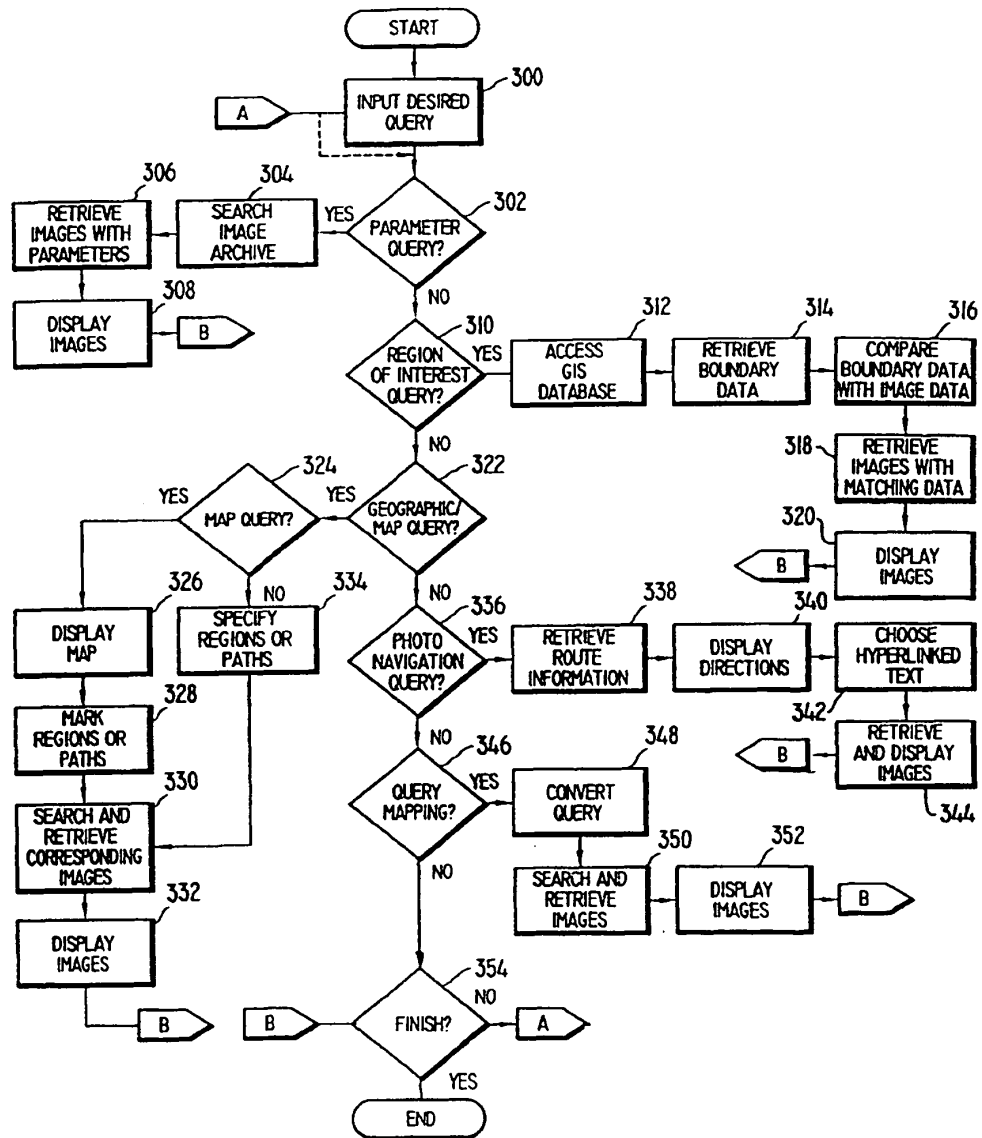 START
300
A
INPUT DESIRED
QUERY
306
304
302
RETRIEVE
IMAGES WITH
PARAMETERS
SEARCH
IMAGE
ARCHIVE
YES
PARAMETER
QUERY?
308
DISPLAY
IMAGES
B
NO
310
312
314
316
REGION
OF INTEREST
QUERY?
YES
ACCESS
GIS
DATABASE
RETRIEVE
BOUNDARY
DATA
COMPARE
BOUNDARY DATA
WITH IMAGE DATA
NO
318
RETRIEVE
IMAGES WITH
MATCHING DATA
324
322
YES
MAP QUERY?
YES
GEOGRAPHIC/
MAP QUERY?
320
DISPLAY
IMAGES
B
326
NO
334
NO
336
338
340
DISPLAY
MAP
SPECIFY
REGIONS OR
PATHS
PHOTO
NAVIGATION
QUERY?
YES
RETRIEVE
ROUTE
INFORMATION
DISPLAY
DIRECTIONS
CHOOSE
HYPERLINKED
TEXT
342
328
MARK
REGIONS OR
PATHS
NO
346
348
B
RETRIEVE
AND DISPLAY
IMAGES
344
330
SEARCH AND
RETRIEVE
CORRESPONDING
IMAGES
QUERY
MAPPING?
YES
CONVERT
QUERY
NO
350
352
SEARCH AND
RETRIEVE
IMAGES
DISPLAY
IMAGES
B
332
DISPLAY
IMAGES
B
354
B
FINISH?
NO
A
YES
END